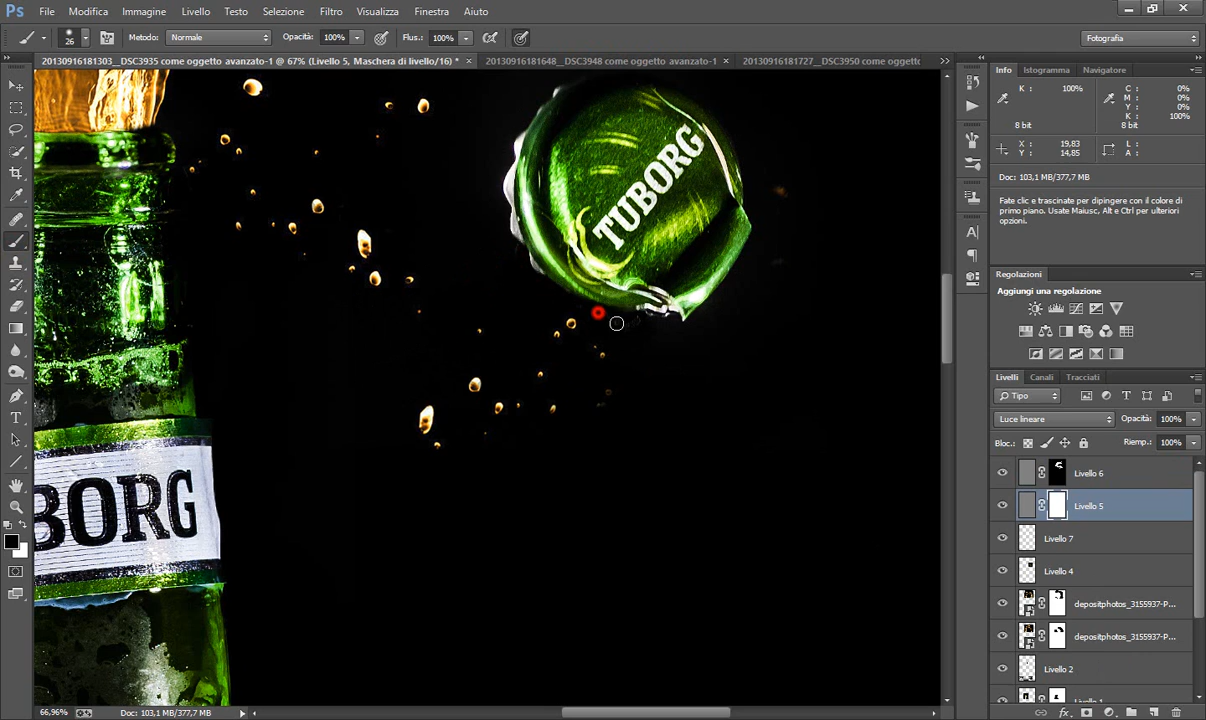 Ps File Modifica Immagine Livello Testo Selezione Filtro Visualizza Finestra Aiuto
26 Metodo: Normale Opacità: 100% Flus.: 100% Fotografia
20130916181303__DSC3935 come oggetto avanzato-1 @ 67% (Livello 5, Maschera di livello/16) * × 20130916181648__DSC3948 come oggetto avanzato-1 × 20130916181727__DSC3950 come oggetto
Info Istogramma Navigatore
K : 100% C : 0%
M : 0%
Y : 0%
K : 100%
8 bit 8 bit
X : 19,83 L :
Y : 14,85 A :
Doc: 103,1 MB/377,7 MB
Fate clic e trascinate per dipingere con il colore di
primo piano. Usate Maiusc, Alt e Ctrl per ulteriori
opzioni.
Regolazioni
Aggiungi una regolazione
Livelli Canali Tracciati
Tipo
Luce lineare Opacità: 100%
Bloc.: Riemp.: 100%
Livello 6
Livello 5
Livello 7
Livello 4
depositphotos_3155937-P...
depositphotos_3155937-P...
Livello 2
Livello 1
TUBORG
BORG
66,96% Doc: 103,1 MB/377,7 MB